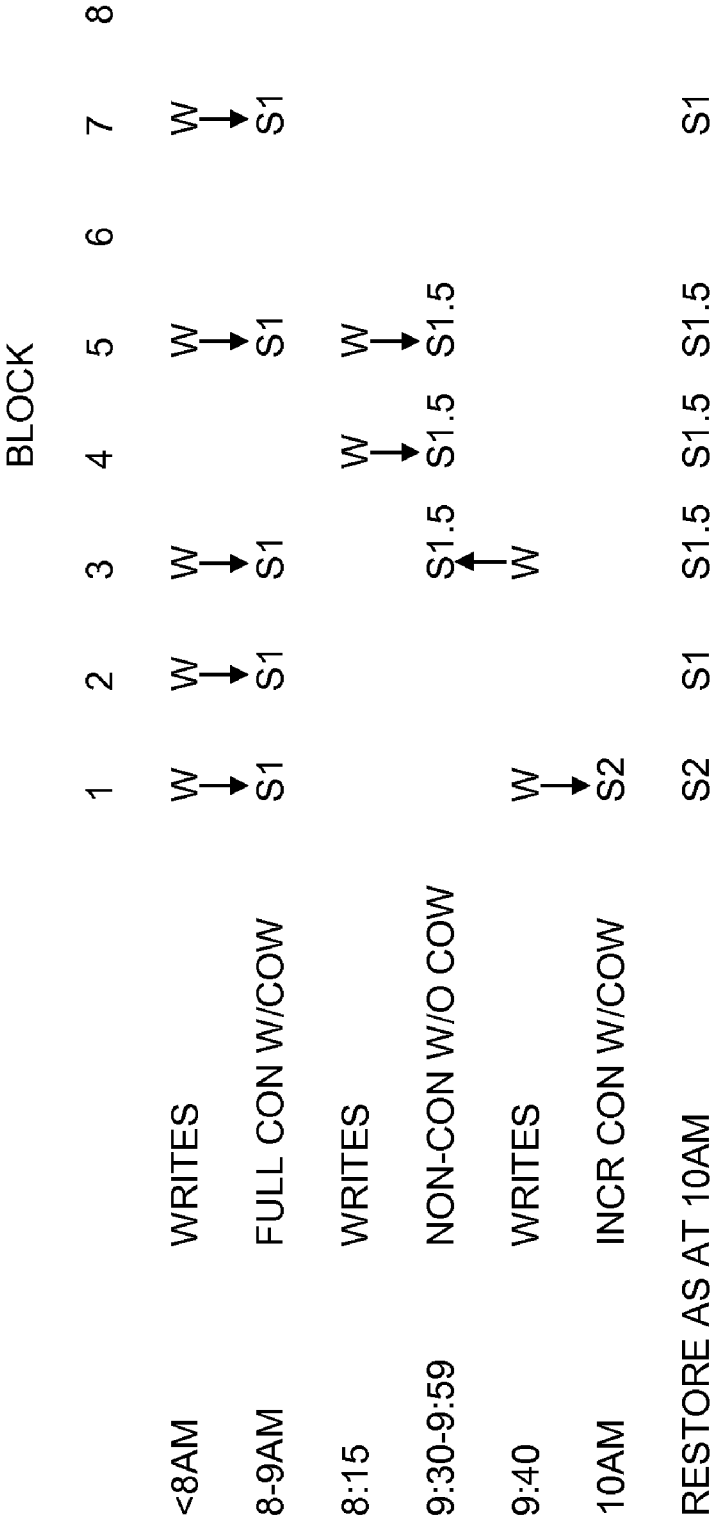 BLOCK
1 2 3 4 5 6 7 8
<8AM WRITES W W W W W
8-9AM FULL CON W/COW S1 S1 S1 S1 S1
8:15 WRITES W W
9:30-9:59 NON-CON W/O COW S1.5 S1.5 S1.5
9:40 WRITES W W
10AM INCR CON W/COW S2
RESTORE AS AT 10AM S2 S1 S1.5 S1.5 S1.5 S1